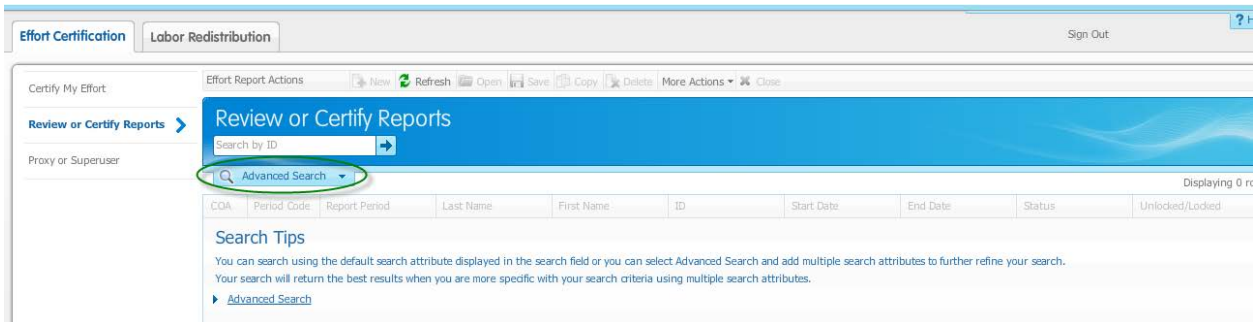 ? H
Effort Certification Labor Redistribution Sign Out
Certify My Effort
Review or Certify Reports
Proxy or Superuser
Effort Report Actions New Refresh Open Save Copy Delete More Actions Close
Review or Certify Reports
Search by ID
Advanced Search
Displaying 0 ro
COA Period Code Report Period Last Name First Name ID Start Date End Date Status Unlocked/Locked
Search Tips
You can search using the default search attribute displayed in the search field or you can select Advanced Search and add multiple search attributes to further refine your search.
Your search will return the best results when you are more specific with your search criteria using multiple search attributes.
Advanced Search